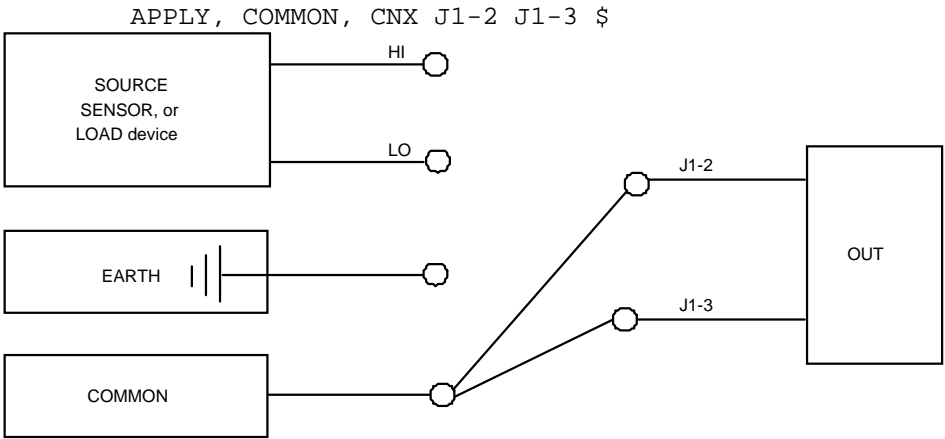 APPLY, COMMON, CNX J1-2 J1-3 $
HI
SOURCE
SENSOR, or
LOAD device
LO
J1-2
OUT
EARTH
J1-3
COMMON